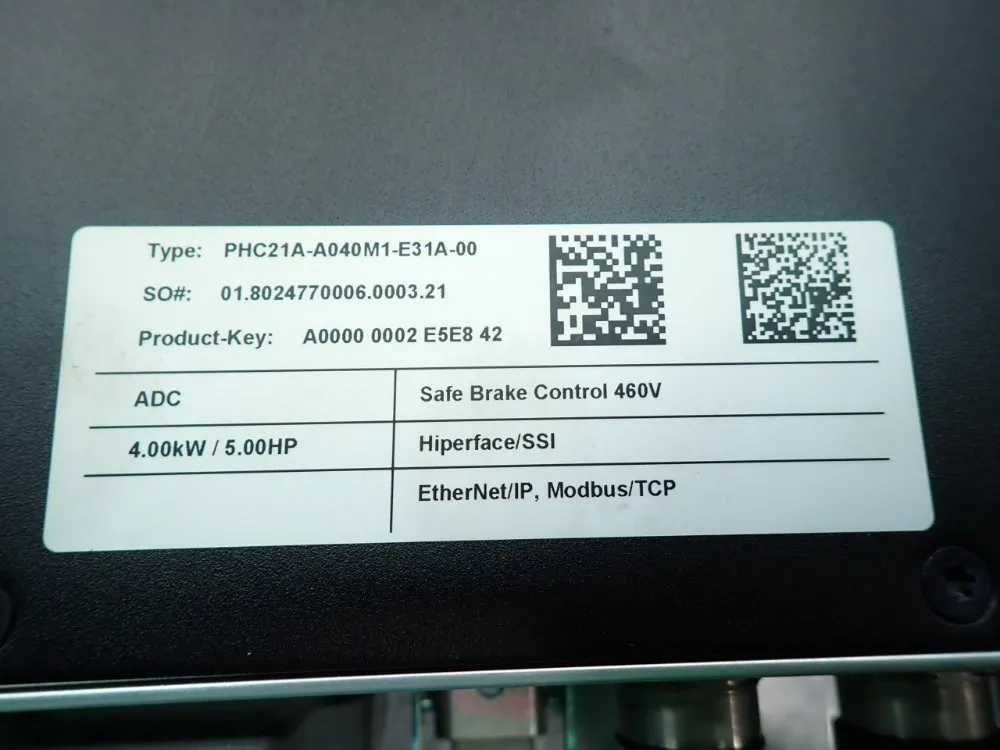 Type: PHC21A-A040M1-E31A-00
SO#: 01.8024770006.0003.21
Product-Key: A0000 0002 E5E8 42
ADC
Safe Brake Control 460V
4.00kW / 5.00HP
Hiperface/SSI
EtherNet/IP, Modbus/TCP